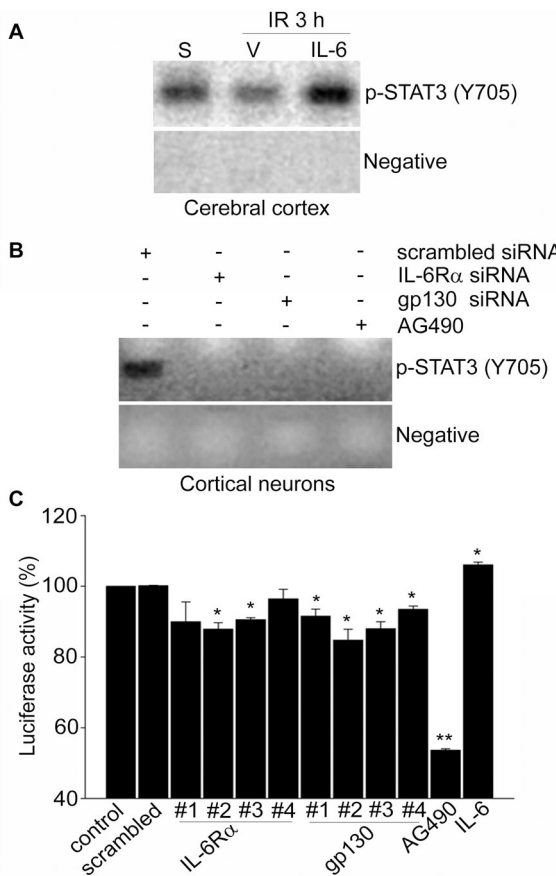 A
IR 3 h
S V IL-6
p-STAT3 (Y705)
Negative
Cerebral cortex
B
+ - - - scrambled siRNA
- + - - IL-6Rα siRNA
- - + - gp130 siRNA
- - - + AG490
p-STAT3 (Y705)
Negative
Cortical neurons
C
Luciferase activity (%)
120
100
80
60
40
* * * * * * ** *
control scrambled #1 #2 #3 #4 #1 #2 #3 #4 AG490 IL-6
IL-6Rα gp130